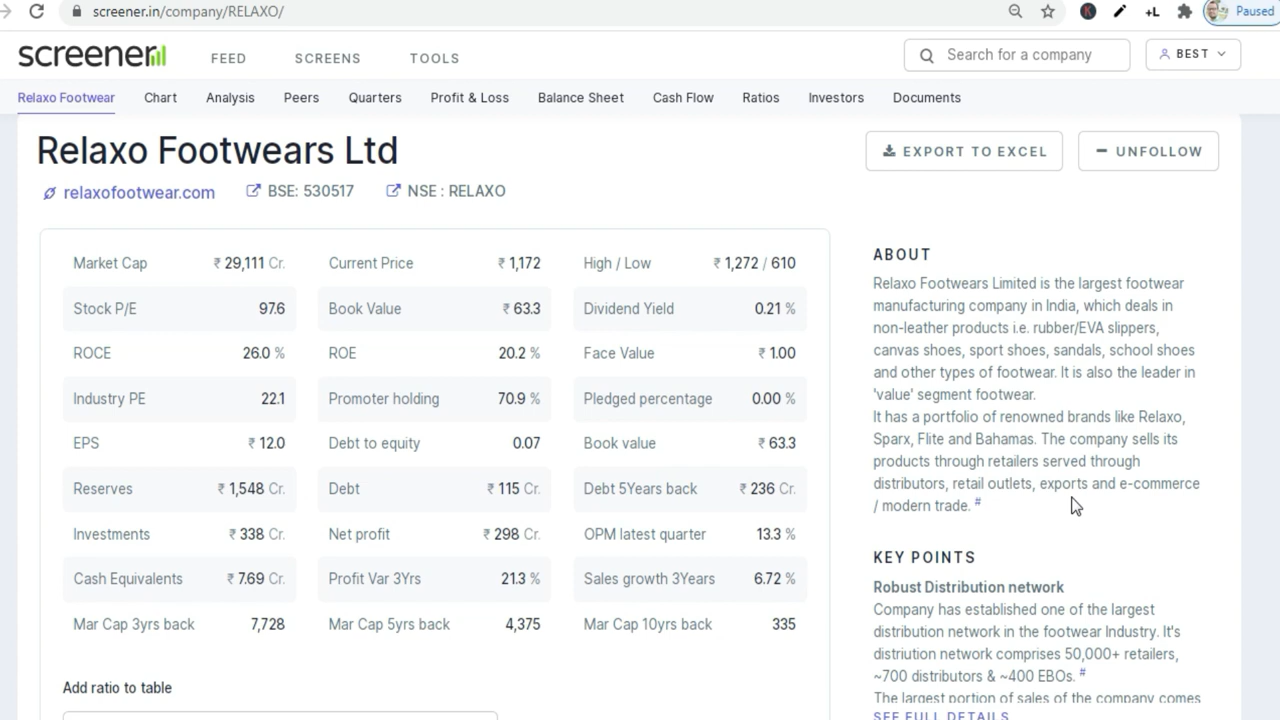 screener.in/company/RELAXO/
Paused
screener
FEED SCREENS TOOLS
Search for a company
BEST
Relaxo Footwear Chart Analysis Peers Quarters Profit & Loss Balance Sheet Cash Flow Ratios Investors Documents
Relaxo Footwears Ltd
EXPORT TO EXCEL
UNFOLLOW
relaxofootwear.com BSE: 530517 NSE : RELAXO
Market Cap ₹ 29,111 Cr. Current Price ₹ 1,172 High / Low ₹ 1,272 / 610
Stock P/E 97.6 Book Value ₹ 63.3 Dividend Yield 0.21 %
ROCE 26.0 % ROE 20.2 % Face Value ₹ 1.00
Industry PE 22.1 Promoter holding 70.9 % Pledged percentage 0.00 %
EPS ₹ 12.0 Debt to equity 0.07 Book value ₹ 63.3
Reserves ₹ 1,548 Cr. Debt ₹ 115 Cr. Debt 5Years back ₹ 236 Cr.
Investments ₹ 338 Cr. Net profit ₹ 298 Cr. OPM latest quarter 13.3 %
Cash Equivalents ₹ 7.69 Cr. Profit Var 3Yrs 21.3 % Sales growth 3Years 6.72 %
Mar Cap 3yrs back 7,728 Mar Cap 5yrs back 4,375 Mar Cap 10yrs back 335
Add ratio to table
ABOUT
Relaxo Footwears Limited is the largest footwear
manufacturing company in India, which deals in
non-leather products i.e. rubber/EVA slippers,
canvas shoes, sport shoes, sandals, school shoes
and other types of footwear. It is also the leader in
'value' segment footwear.
It has a portfolio of renowned brands like Relaxo,
Sparx, Flite and Bahamas. The company sells its
products through retailers served through
distributors, retail outlets, exports and e-commerce
/ modern trade. #
KEY POINTS
Robust Distribution network
Company has established one of the largest
distribution network in the footwear Industry. It's
distriution network comprises 50,000+ retailers,
~700 distributors & ~400 EBOs. #
The largest portion of sales of the company comes
SEE FULL DETAILS
K
+L